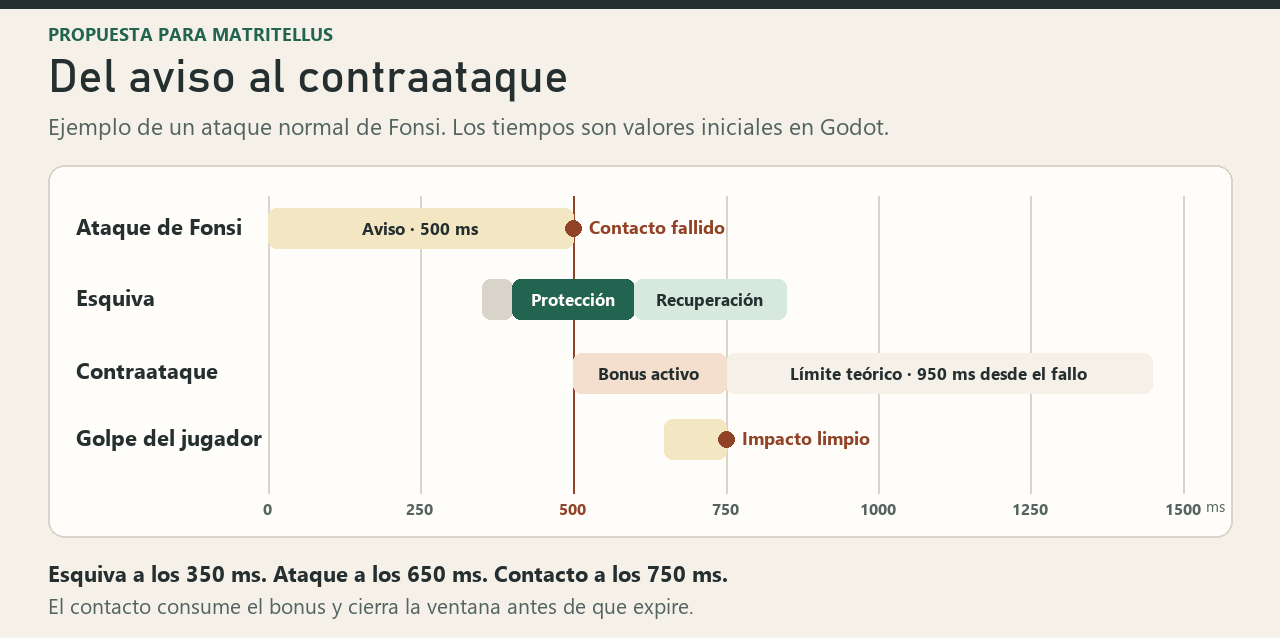 PROPUESTA PARA MATRITELLUS
Del aviso al contraataque
Ejemplo de un ataque normal de Fonsi. Los tiempos son valores iniciales en Godot.
Ataque de Fonsi
Aviso · 500 ms
Contacto fallido
Esquiva
Protección
Recuperación
Contraataque
Bonus activo
Límite teórico · 950 ms desde el fallo
Golpe del jugador
Impacto limpio
0 250 500 750 1000 1250 1500 ms
Esquiva a los 350 ms. Ataque a los 650 ms. Contacto a los 750 ms.
El contacto consume el bonus y cierra la ventana antes de que expire.